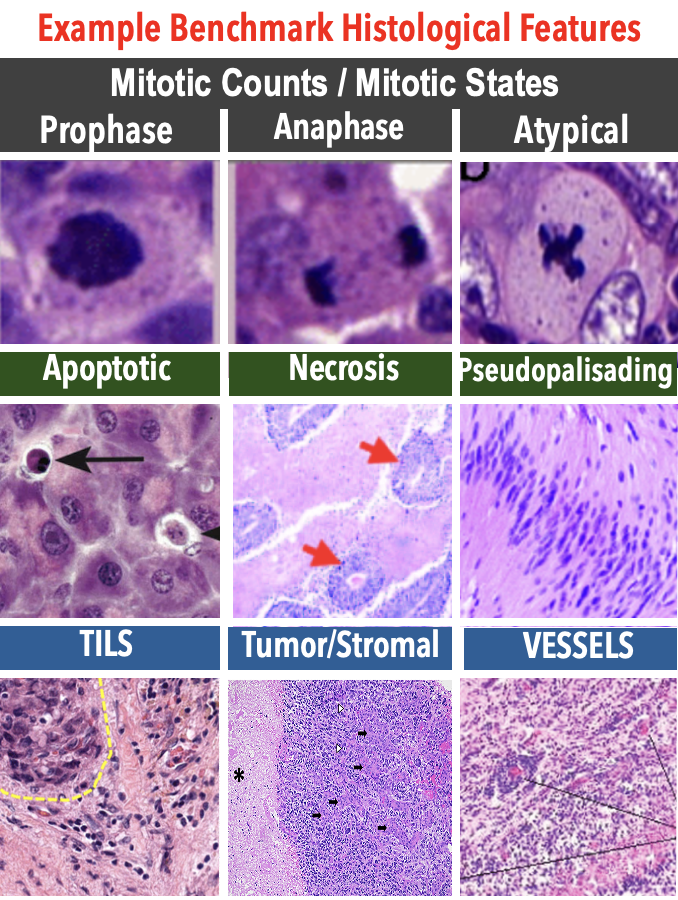 Example Benchmark Histological Features
Mitotic Counts / Mitotic States
Prophase
Anaphase
Atypical
Apoptotic
Necrosis
Pseudopalisading
TILS
Tumor/Stromal
VESSELS
*